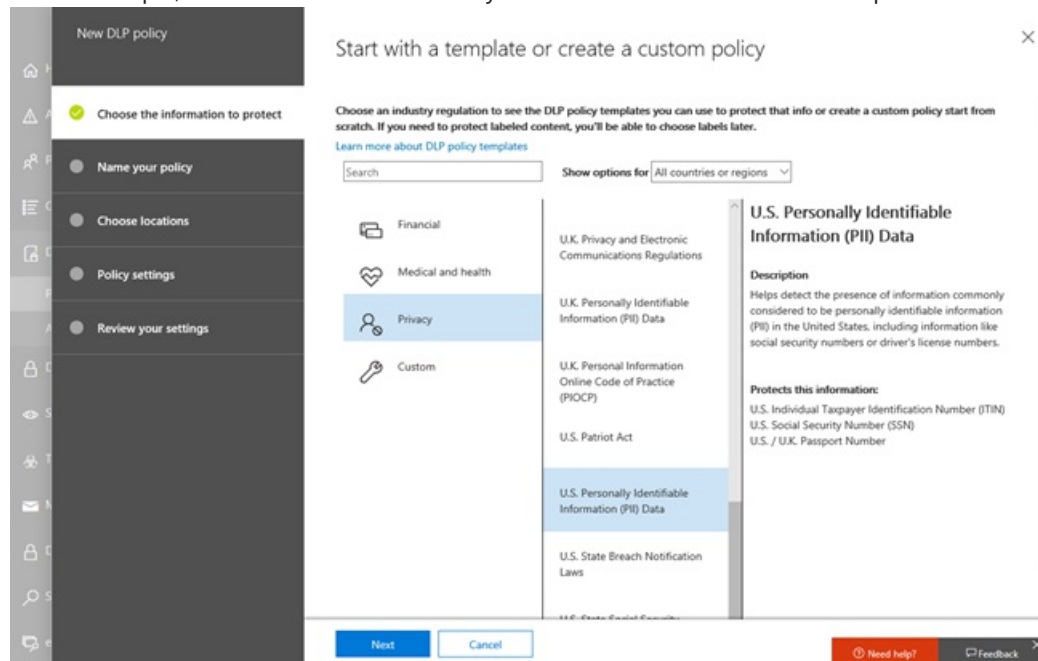 New DLP policy
Choose the information to protect
Name your policy
Choose locations
Policy settings
Review your settings
Start with a template or create a custom policy
Choose an industry regulation to see the DLP policy templates you can use to protect that info or create a custom policy start from
scratch. If you need to protect labeled content, you'll be able to choose labels later.
Learn more about DLP policy templates
Search
Show options for All countries or regions
Financial
Medical and health
Privacy
Custom
U.K. Privacy and Electronic
Communications Regulations
U.K. Personally Identifiable
Information (PII) Data
U.K. Personal Information
Online Code of Practice
(PIOCP)
U.S. Patriot Act
U.S. Personally Identifiable
Information (PII) Data
U.S. State Breach Notification
Laws
U.S. State Social Security
U.S. Personally Identifiable
Information (PII) Data
Description
Helps detect the presence of information commonly
considered to be personally identifiable information
(PII) in the United States, including information like
social security numbers or driver's license numbers.
Protects this information:
U.S. Individual Taxpayer Identification Number (ITIN)
U.S. Social Security Number (SSN)
U.S. / U.K. Passport Number
Next
Cancel
Need help?
Feedback